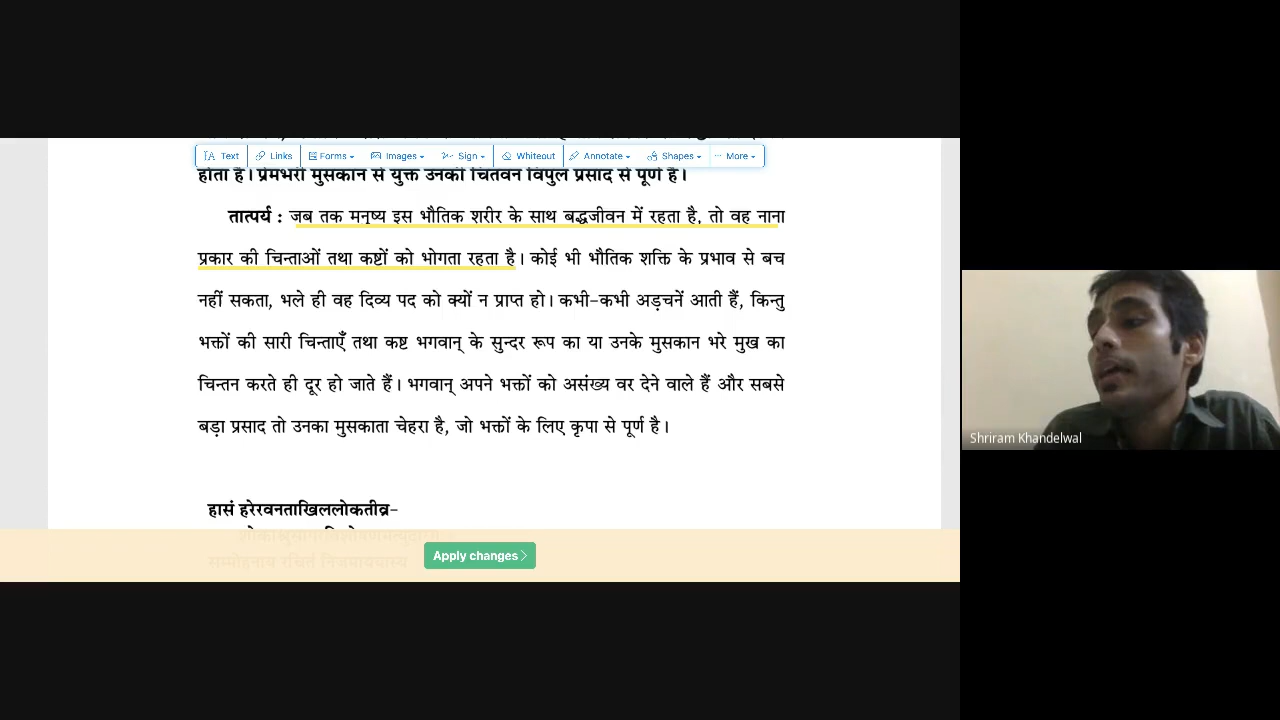 Text Links Forms Images Sign Whiteout Annotate Shapes More
होता है। प्रेमभरी मुसकान से युक्त उनकी चितवन विपुल प्रसाद से पूर्ण है।
तात्पर्य : जब तक मनुष्य इस भौतिक शरीर के साथ बद्धजीवन में रहता है, तो वह नाना
प्रकार की चिन्ताओं तथा कष्टों को भोगता रहता है। कोई भी भौतिक शक्ति के प्रभाव से बच
नहीं सकता, भले ही वह दिव्य पद को क्यों न प्राप्त हो। कभी-कभी अड़चनें आती हैं, किन्तु
भक्तों की सारी चिन्ताएँ तथा कष्ट भगवान् के सुन्दर रूप का या उनके मुसकान भरे मुख का
चिन्तन करते ही दूर हो जाते हैं। भगवान् अपने भक्तों को असंख्य वर देने वाले हैं और सबसे
बड़ा प्रसाद तो उनका मुसकाता चेहरा है, जो भक्तों के लिए कृपा से पूर्ण है।
Shriram Khandelwal
हासं हरेरवनताखिललोकतीव्र-
Apply changes